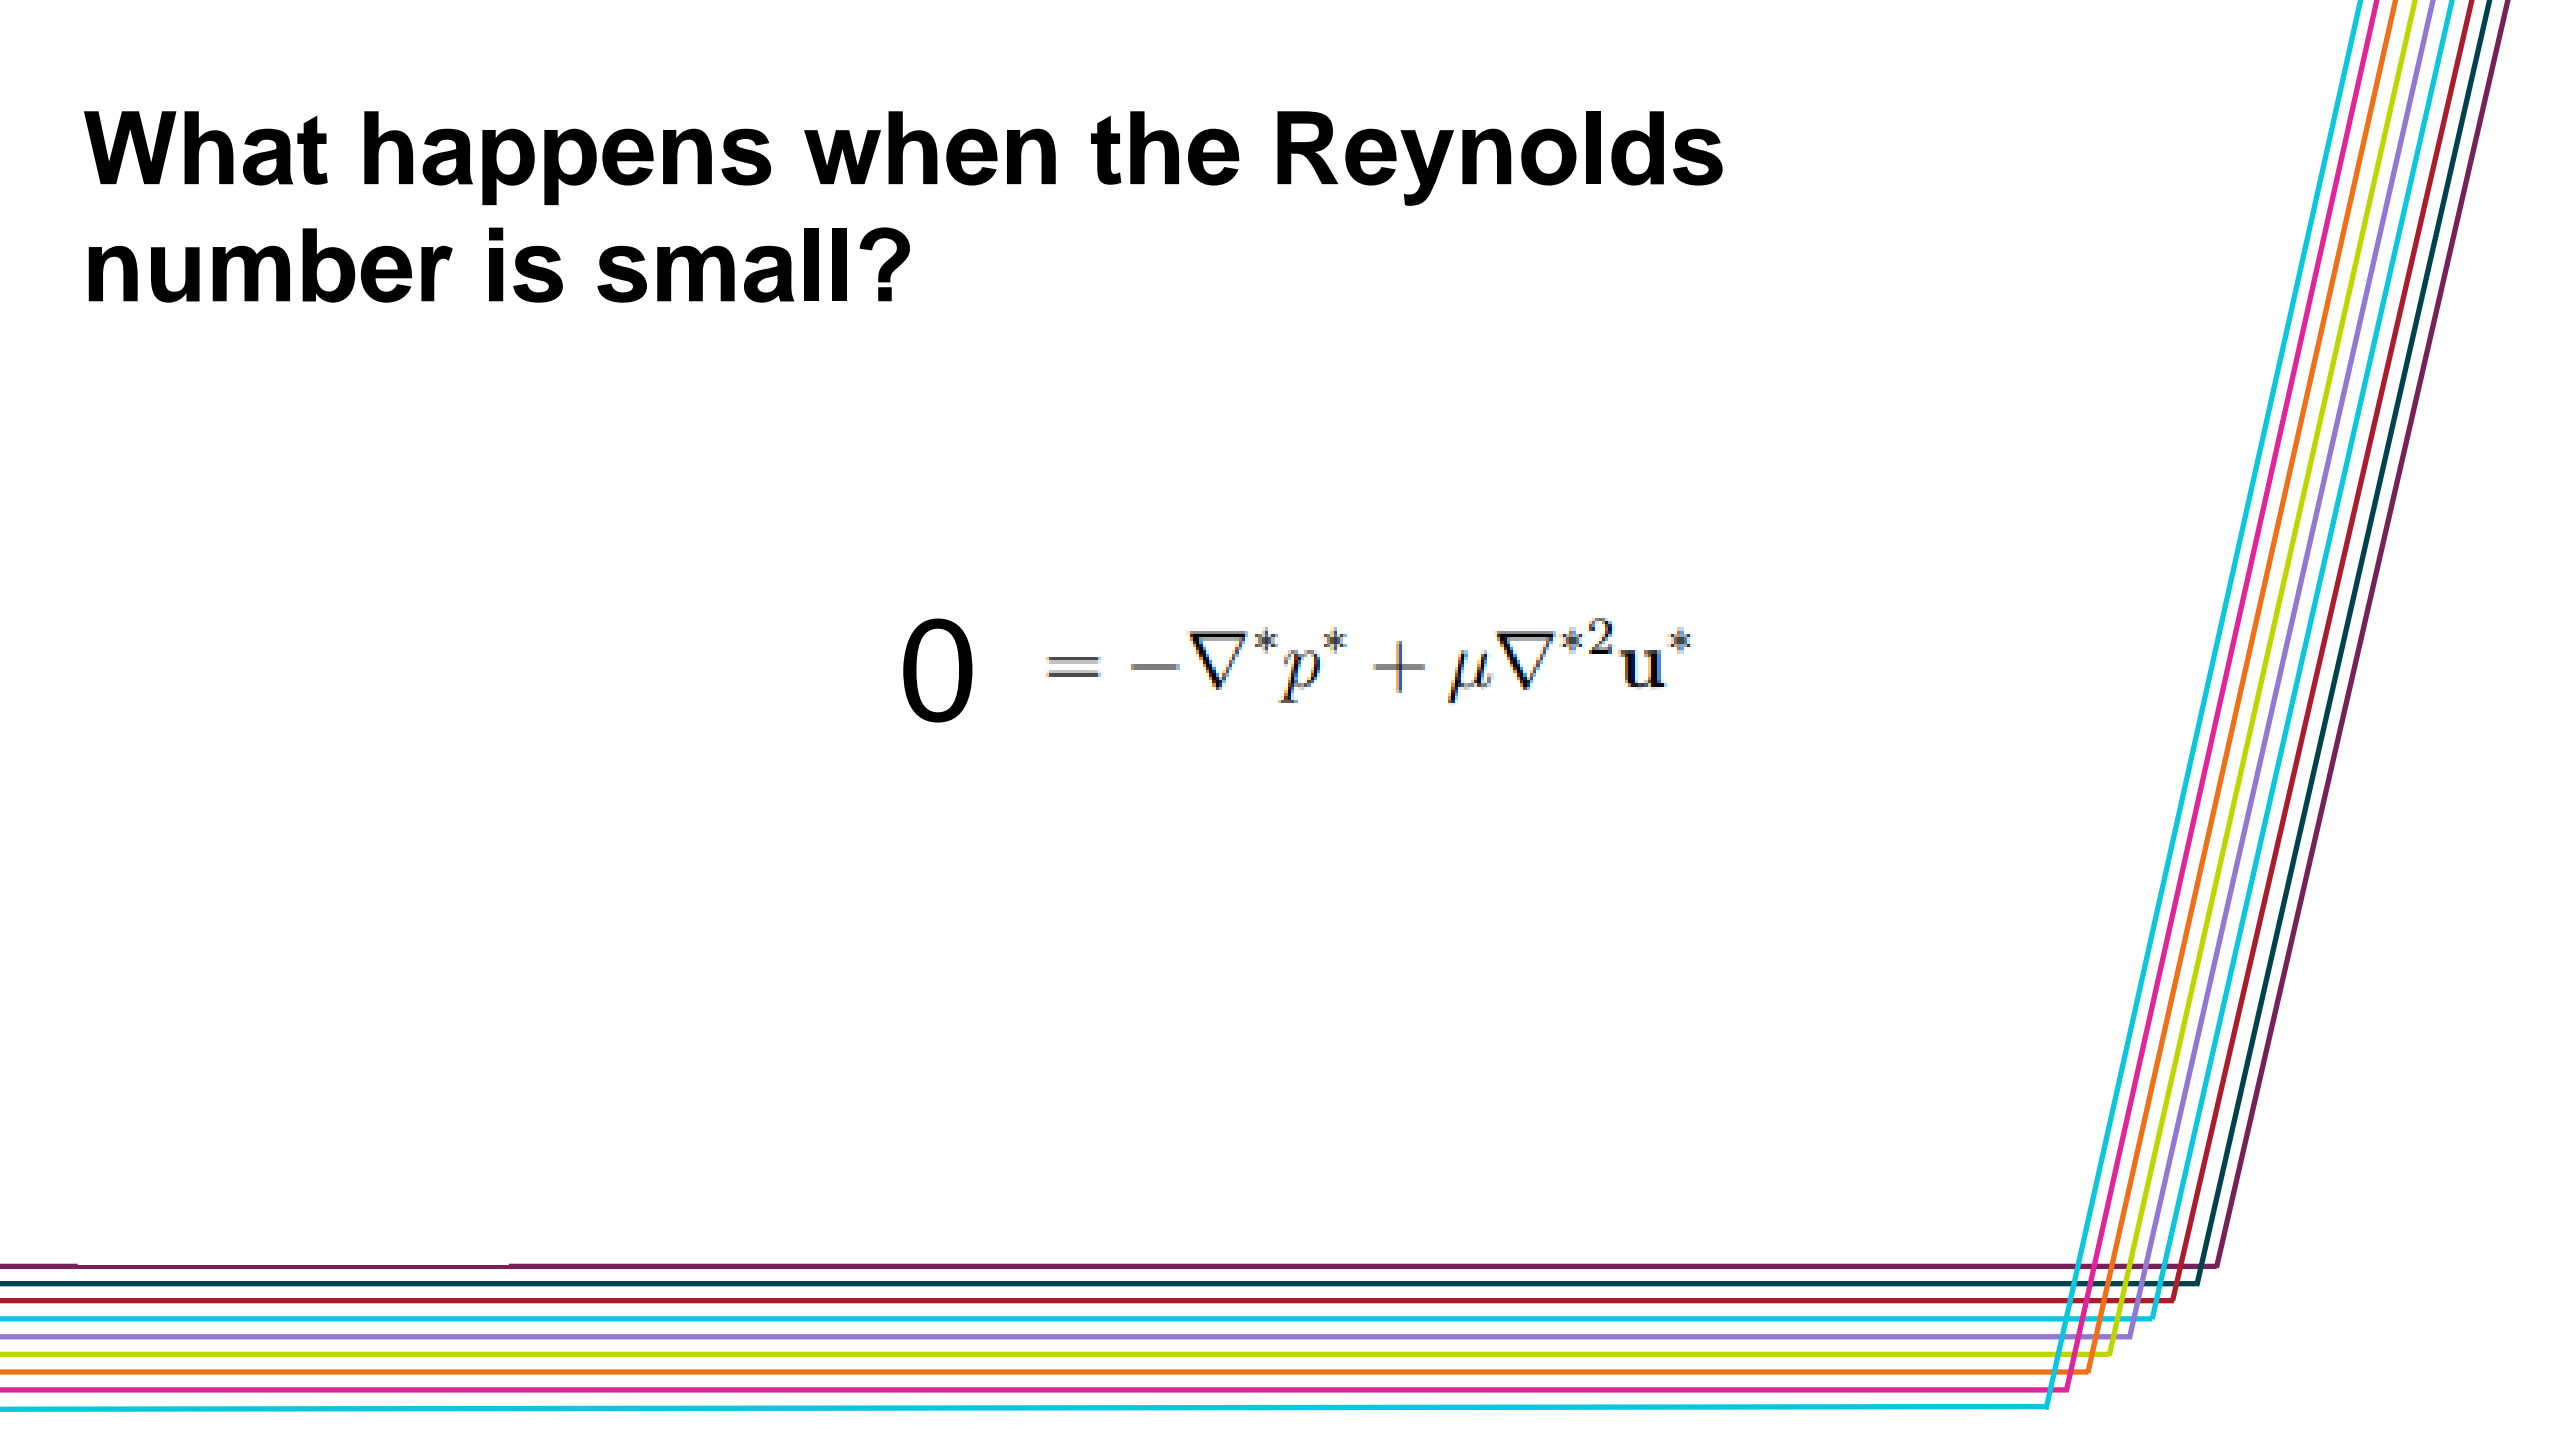 What happens when the Reynolds
number is small?
0 = −∇*p* + μ∇*²u*